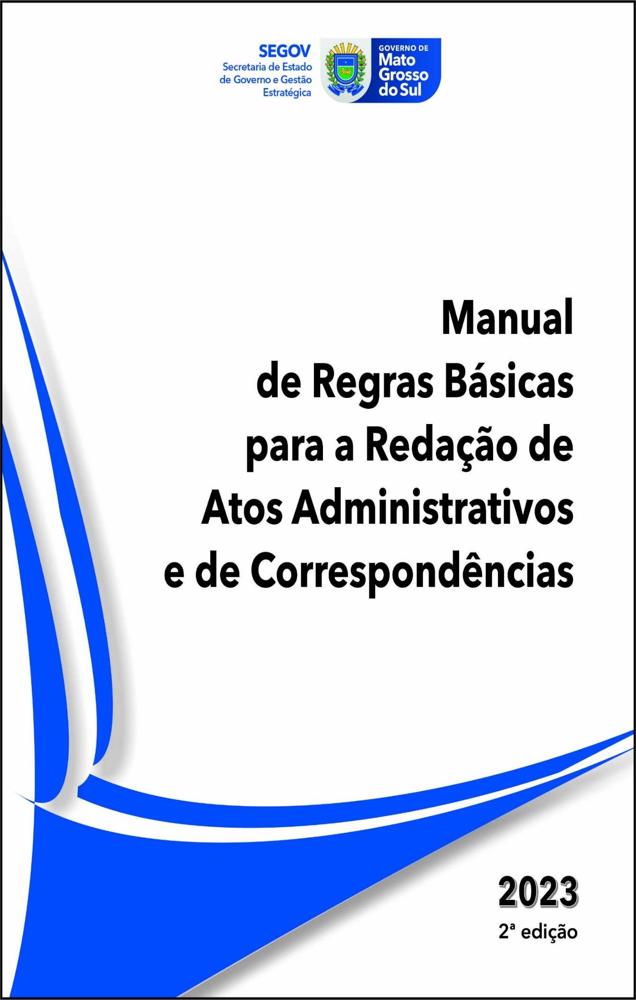 SEGOV
Secretaria de Estado
de Governo e Gestão
Estratégica
GOVERNO DE
Mato
Grosso
do Sul
Manual
de Regras Básicas
para a Redação de
Atos Administrativos
e de Correspondências
2023
2ª edição